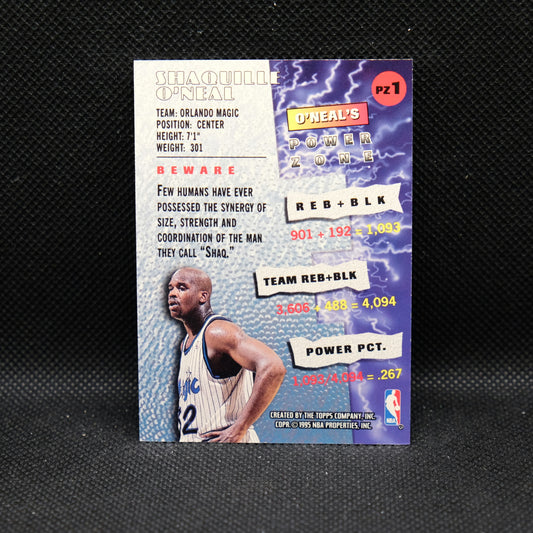 SHAQUILLE
O'NEAL
PZ1
TEAM: ORLANDO MAGIC
POSITION: CENTER
HEIGHT: 7'1"
WEIGHT: 301
BEWARE
FEW HUMANS HAVE EVER
POSSESSED THE SYNERGY OF
SIZE, STRENGTH AND
COORDINATION OF THE MAN
THEY CALL "SHAQ."
O'NEAL'S
POWER
ZONE
REB+BLK
901 + 192 = 1,093
TEAM REB+BLK
3,606 + 488 = 4,094
POWER PCT.
1,093/4,094 = .267
32
NBA
CREATED BY THE TOPPS COMPANY, INC.
COPR. © 1995 NBA PROPERTIES, INC.